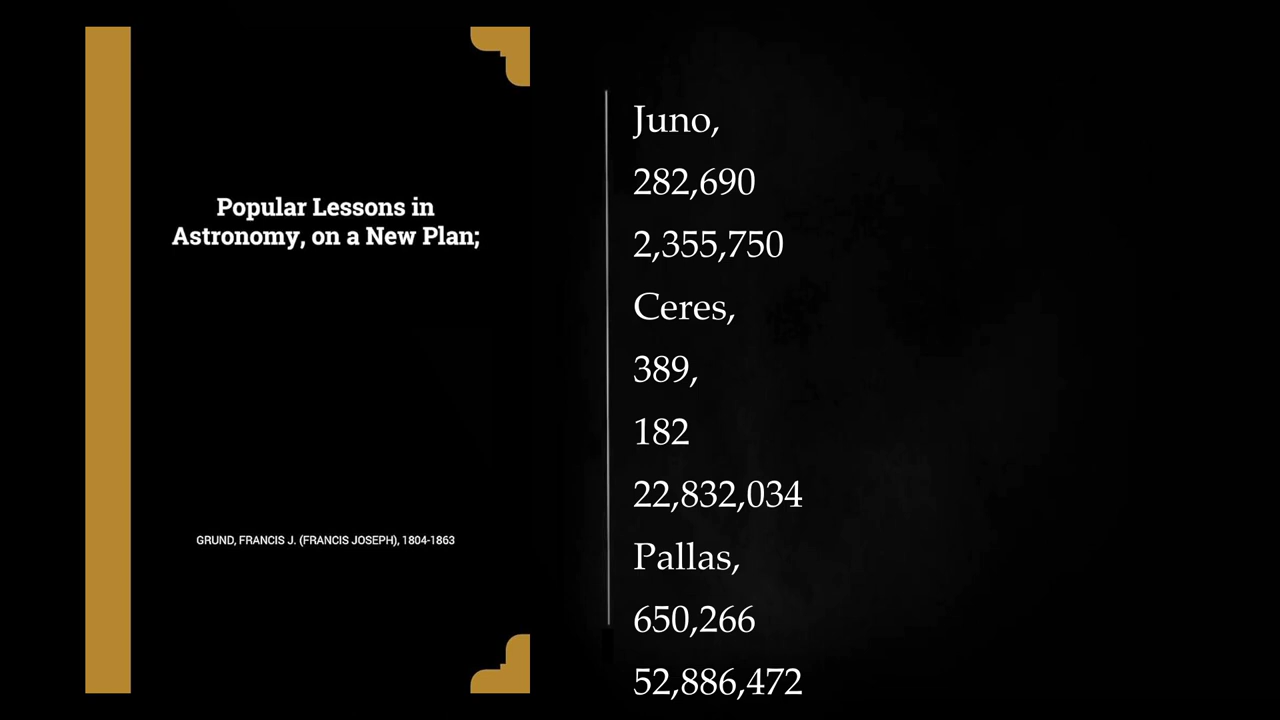 Popular Lessons in
Astronomy, on a New Plan;
GRUND, FRANCIS J. (FRANCIS JOSEPH), 1804-1863
Juno,
282,690
2,355,750
Ceres,
389,
182
22,832,034
Pallas,
650,266
52,886,472